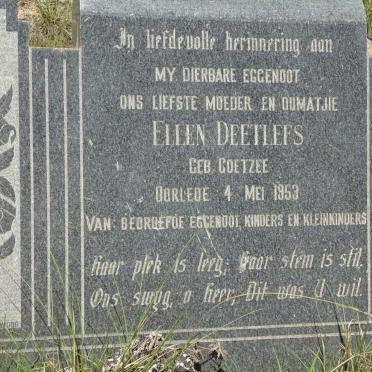 In liefdevolle herinnering aan
MY DIERBARE EGGENOOT
ONS LIEFSTE MOEDER EN OUMATJIE
ELLEN DEETLEFS
GEB. COETZEE
OORLEDE 4 MEI 1953
VAN: BEDROEFDE EGGENOOT, KINDERS EN KLEINKINDERS
Haar plek is leeg; Haar stem is stil,
Ons swyg, o Heer, Dit was U wil.